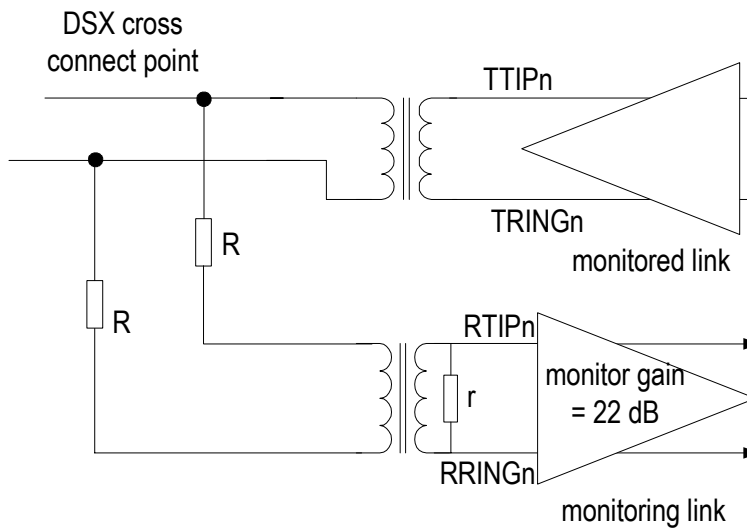 DSX cross
connect point
TTIPn
TRINGn
monitored link
R
R
RTIPn
monitor gain
= 22 dB
r
RRINGn
monitoring link